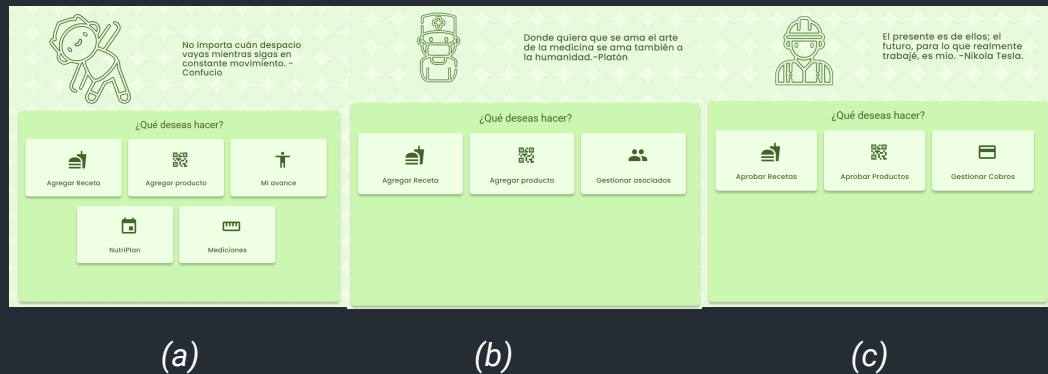 No importa cuán despacio
vayas mientras sigas en
constante movimiento. -
Confucio
¿Qué deseas hacer?
Agregar Receta
Agregar producto
Mi avance
NutriPlan
Mediciones
Donde quiera que se ama el arte
de la medicina se ama también a
la humanidad.-Platón
¿Qué deseas hacer?
Agregar Receta
Agregar producto
Gestionar asociados
El presente es de ellos; el
futuro, para lo que realmente
trabajé, es mío. -Nikola Tesla.
¿Qué deseas hacer?
Aprobar Recetas
Aprobar Productos
Gestionar Cobros
(a)
(b)
(c)